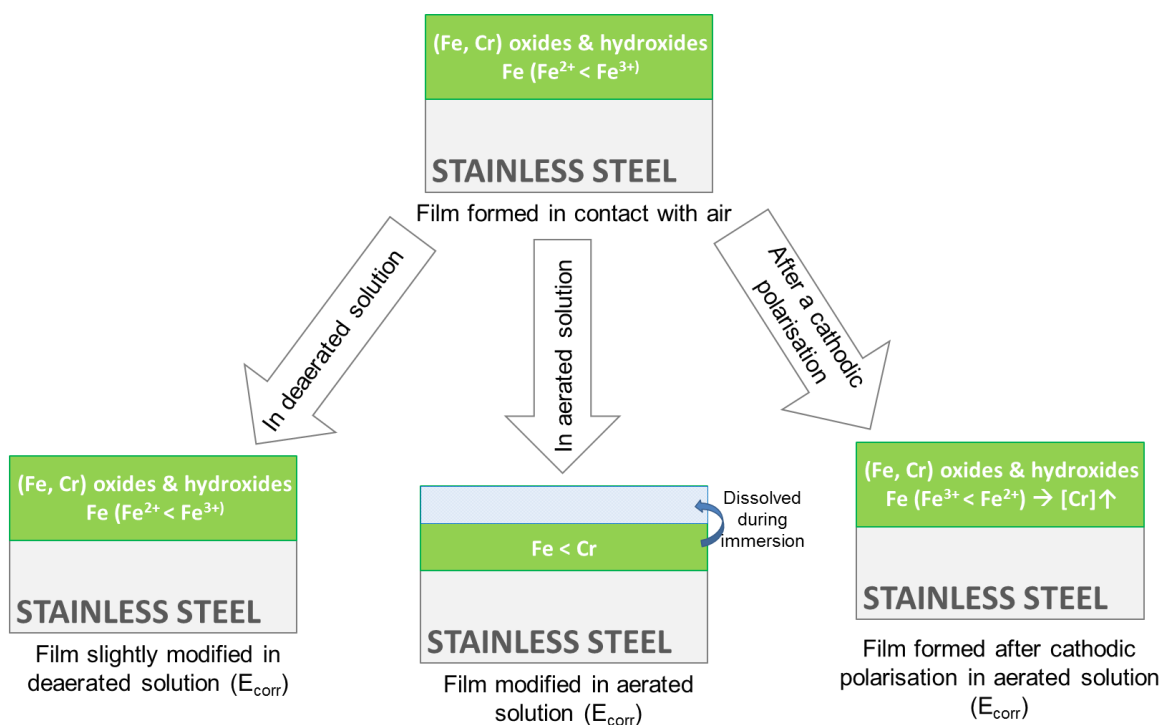 (Fe, Cr) oxides & hydroxides
Fe (Fe²⁺ < Fe³⁺⁾
STAINLESS STEEL
Film formed in contact with air
In deaerated solution
In aerated solution
After a cathodic
polarisation
(Fe, Cr) oxides & hydroxides
Fe (Fe²⁺ < Fe³⁺⁾
STAINLESS STEEL
Film slightly modified in
deaerated solution (E_corr)
Dissolved
during
immersion
Fe < Cr
STAINLESS STEEL
Film modified in aerated
solution (E_corr)
(Fe, Cr) oxides & hydroxides
Fe (Fe³⁺ < Fe²⁺) → [Cr]↑
STAINLESS STEEL
Film formed after cathodic
polarisation in aerated solution
(E_corr)